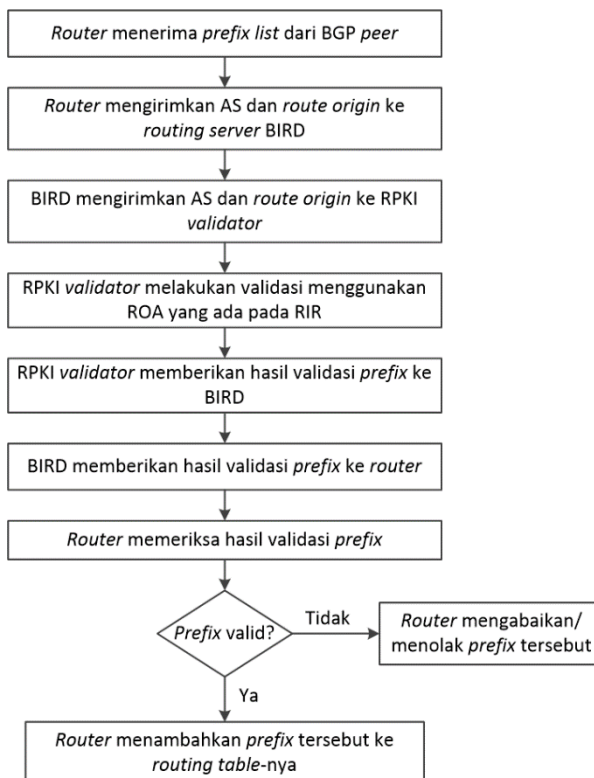 Router menerima prefix list dari BGP peer
Router mengirimkan AS dan route origin ke
routing server BIRD
BIRD mengirimkan AS dan route origin ke RPKI
validator
RPKI validator melakukan validasi menggunakan
ROA yang ada pada RIR
RPKI validator memberikan hasil validasi prefix ke
BIRD
BIRD memberikan hasil validasi prefix ke router
Router memeriksa hasil validasi prefix
Prefix valid?
Tidak
Router mengabaikan/
menolak prefix tersebut
Ya
Router menambahkan prefix tersebut ke
routing table-nya